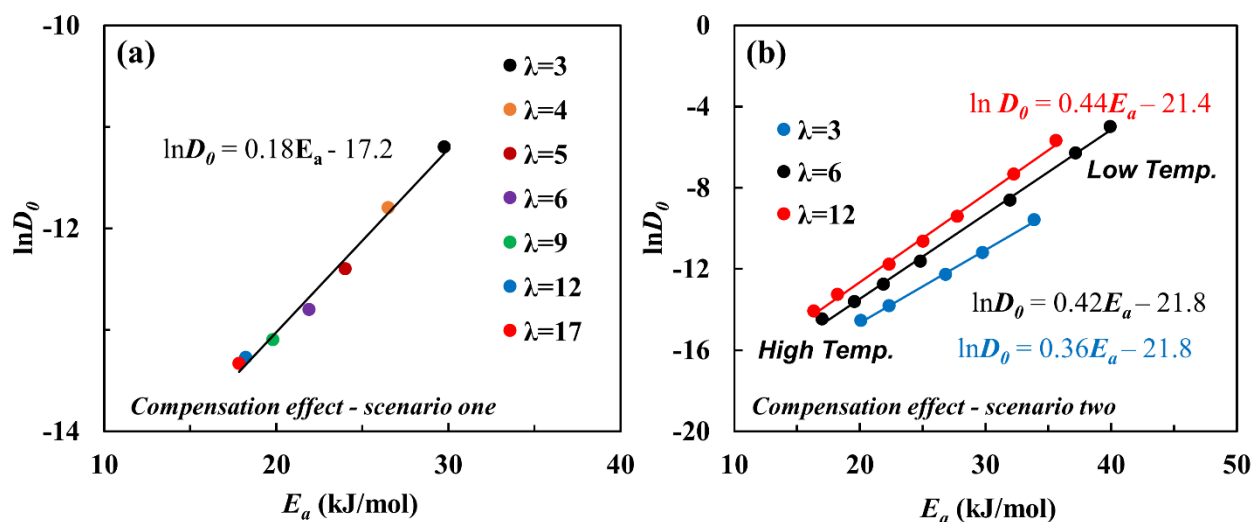 (a)
-10
-12
-14
lnD₀
λ=3
λ=4
λ=5
λ=6
λ=9
λ=12
λ=17
lnD₀ = 0.18Eₐ - 17.2
Compensation effect - scenario one
10 20 30 40
Eₐ (kJ/mol)
(b)
0
-4
-8
-12
-16
-20
lnD₀
λ=3
λ=6
λ=12
ln D₀ = 0.44Eₐ – 21.4
Low Temp.
lnD₀ = 0.42Eₐ – 21.8
High Temp.
lnD₀ = 0.36Eₐ – 21.8
Compensation effect - scenario two
10 20 30 40 50
Eₐ (kJ/mol)